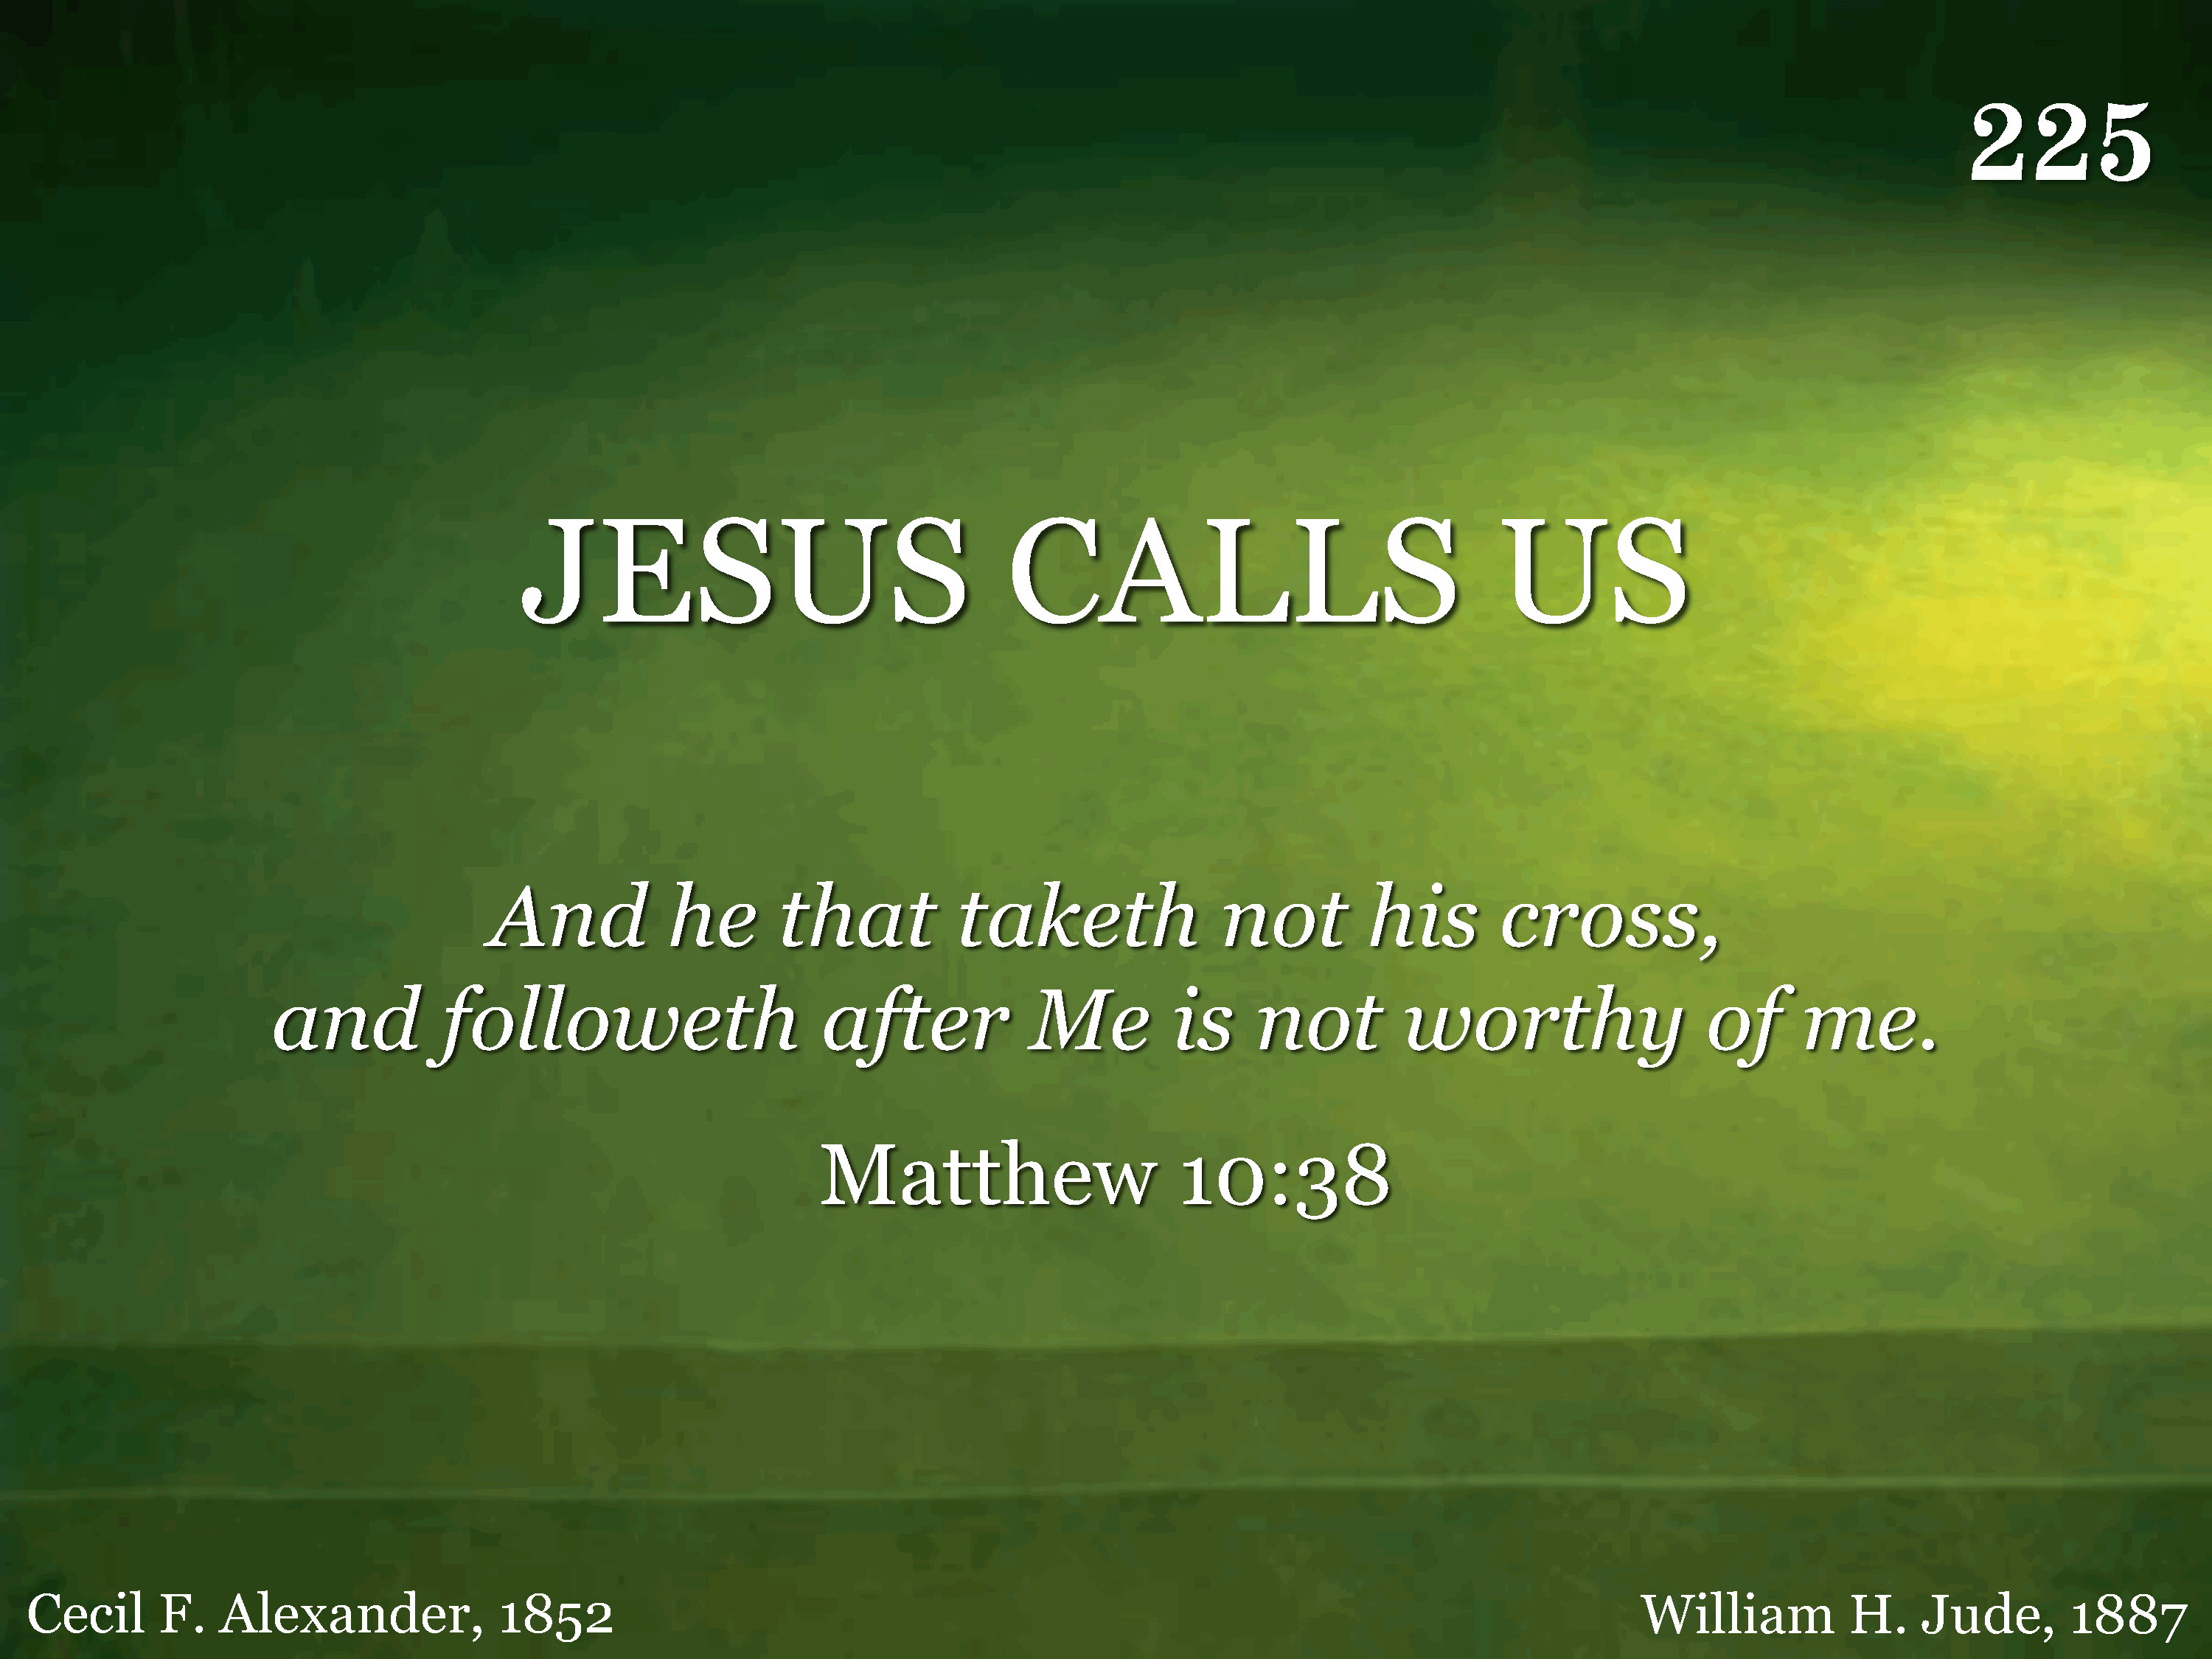 225
JESUS CALLS US
And he that taketh not his cross,
and followeth after Me is not worthy of me.
Matthew 10:38
Cecil F. Alexander, 1852
William H. Jude, 1887